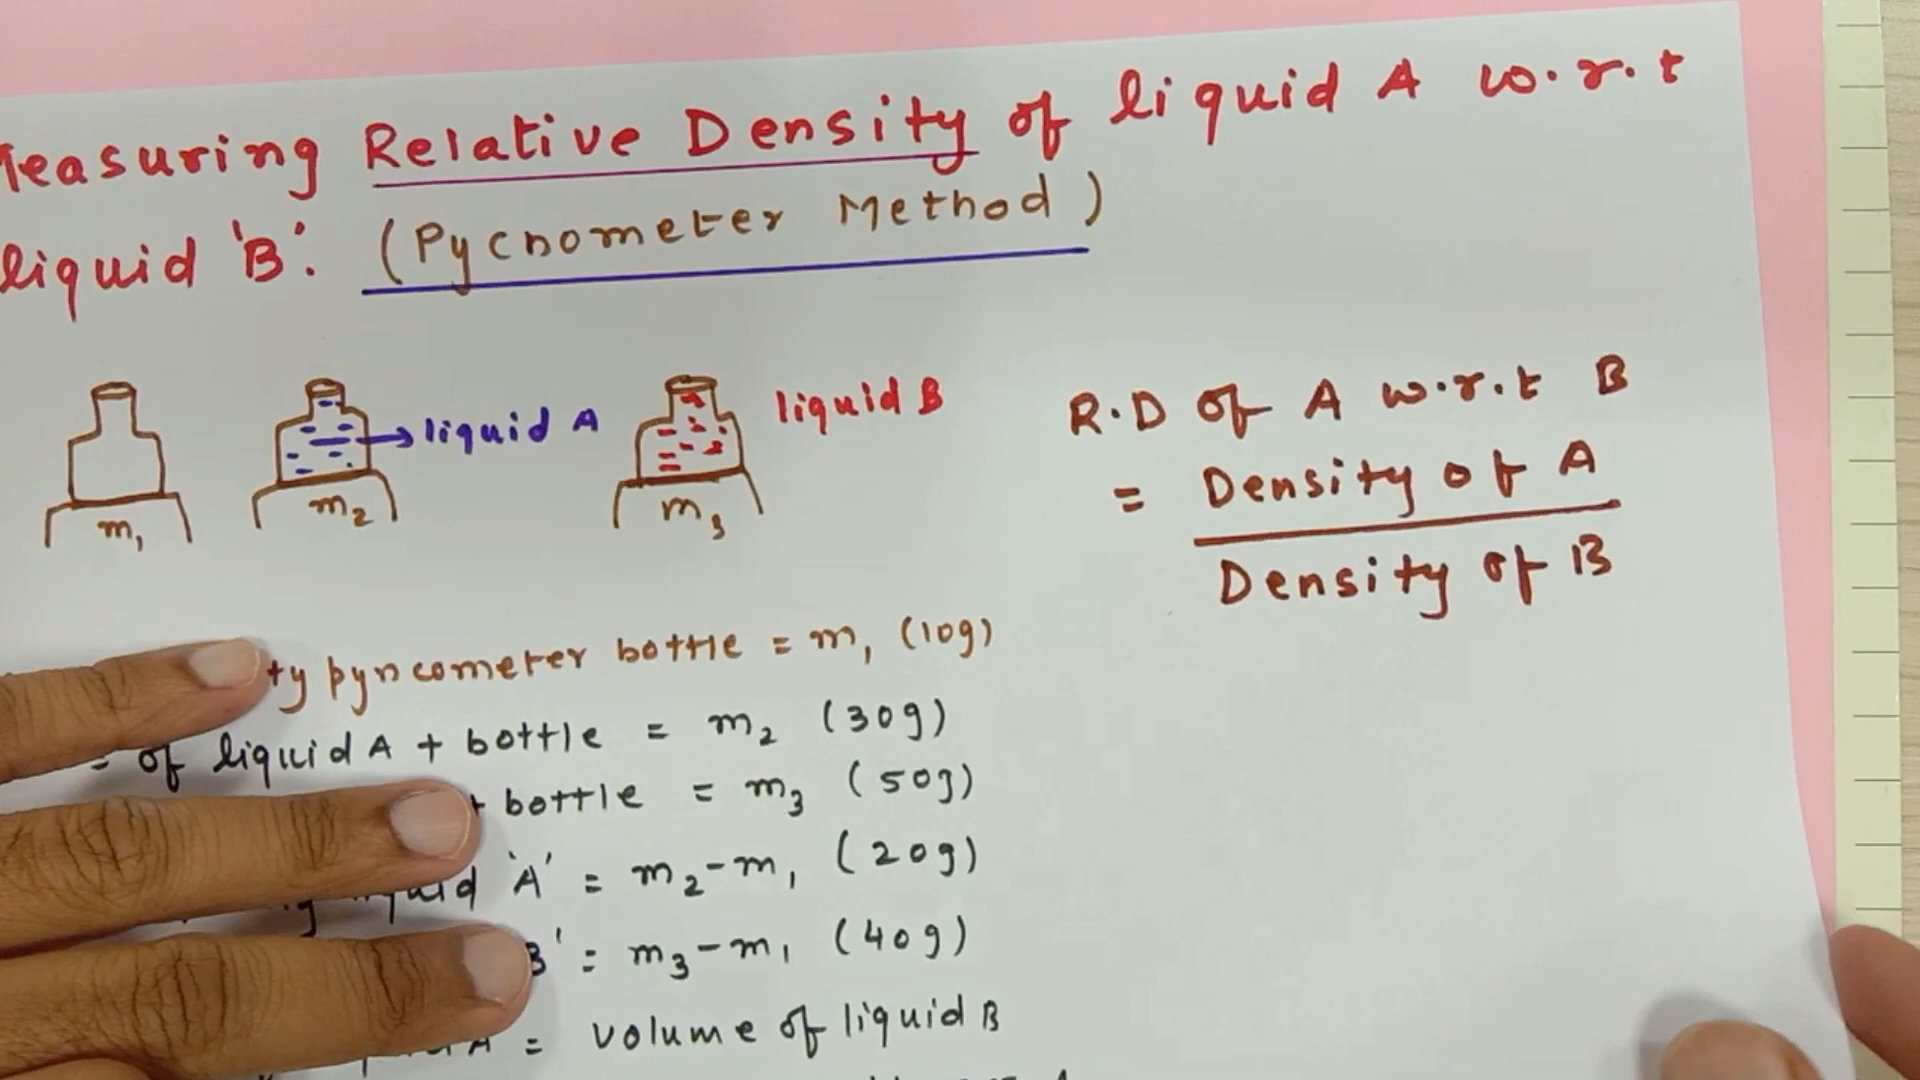 Measuring Relative Density of liquid A w.r.t
liquid 'B': (Pycnometer Method)
liquid A
liquid B
m1
m2
m3
R.D of A w.r.t B
= Density of A
Density of B
pyncometer bottle = m1 (10g)
of liquid A + bottle = m2 (30g)
+ bottle = m3 (50g)
'A' = m2-m1 (20g)
B' = m3-m1 (40g)
A = volume of liquid B